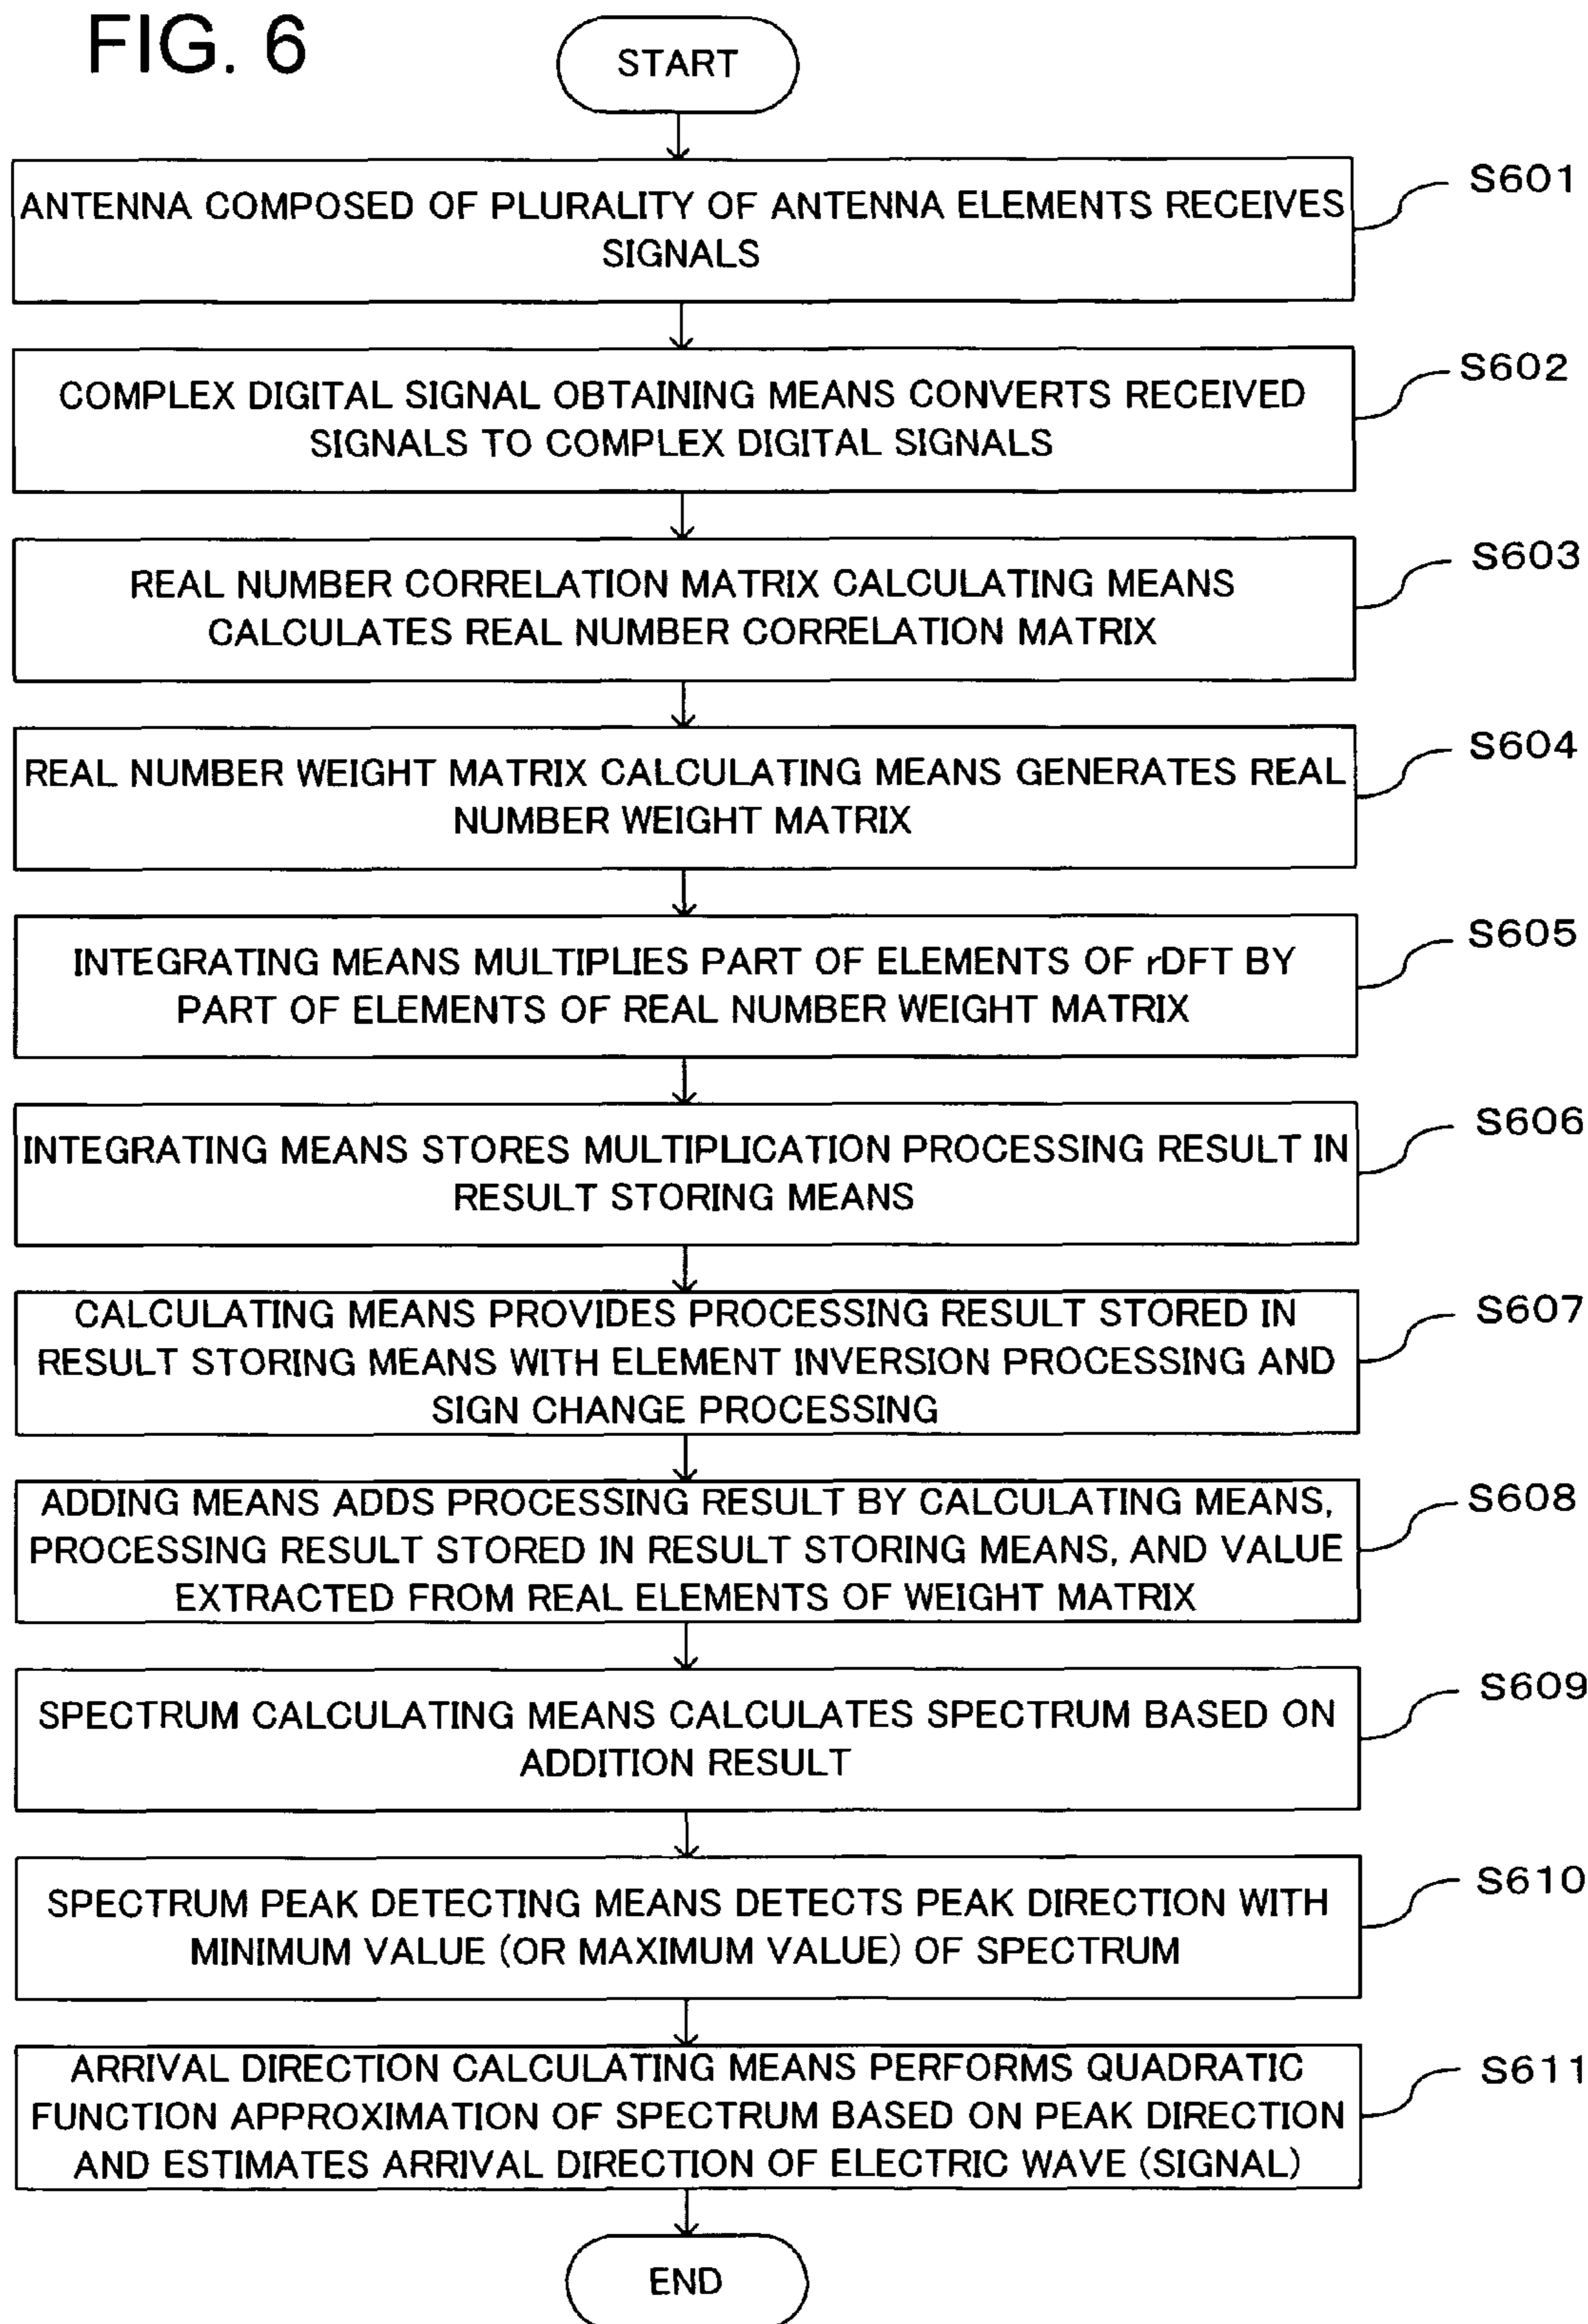 FIG. 6
START
ANTENNA COMPOSED OF PLURALITY OF ANTENNA ELEMENTS RECEIVES
SIGNALS
S601
COMPLEX DIGITAL SIGNAL OBTAINING MEANS CONVERTS RECEIVED
SIGNALS TO COMPLEX DIGITAL SIGNALS
S602
REAL NUMBER CORRELATION MATRIX CALCULATING MEANS
CALCULATES REAL NUMBER CORRELATION MATRIX
S603
REAL NUMBER WEIGHT MATRIX CALCULATING MEANS GENERATES REAL
NUMBER WEIGHT MATRIX
S604
INTEGRATING MEANS MULTIPLIES PART OF ELEMENTS OF rDFT BY
PART OF ELEMENTS OF REAL NUMBER WEIGHT MATRIX
S605
INTEGRATING MEANS STORES MULTIPLICATION PROCESSING RESULT IN
RESULT STORING MEANS
S606
CALCULATING MEANS PROVIDES PROCESSING RESULT STORED IN
RESULT STORING MEANS WITH ELEMENT INVERSION PROCESSING AND
SIGN CHANGE PROCESSING
S607
ADDING MEANS ADDS PROCESSING RESULT BY CALCULATING MEANS,
PROCESSING RESULT STORED IN RESULT STORING MEANS, AND VALUE
EXTRACTED FROM REAL ELEMENTS OF WEIGHT MATRIX
S608
SPECTRUM CALCULATING MEANS CALCULATES SPECTRUM BASED ON
ADDITION RESULT
S609
SPECTRUM PEAK DETECTING MEANS DETECTS PEAK DIRECTION WITH
MINIMUM VALUE (OR MAXIMUM VALUE) OF SPECTRUM
S610
ARRIVAL DIRECTION CALCULATING MEANS PERFORMS QUADRATIC
FUNCTION APPROXIMATION OF SPECTRUM BASED ON PEAK DIRECTION
AND ESTIMATES ARRIVAL DIRECTION OF ELECTRIC WAVE (SIGNAL)
S611
END